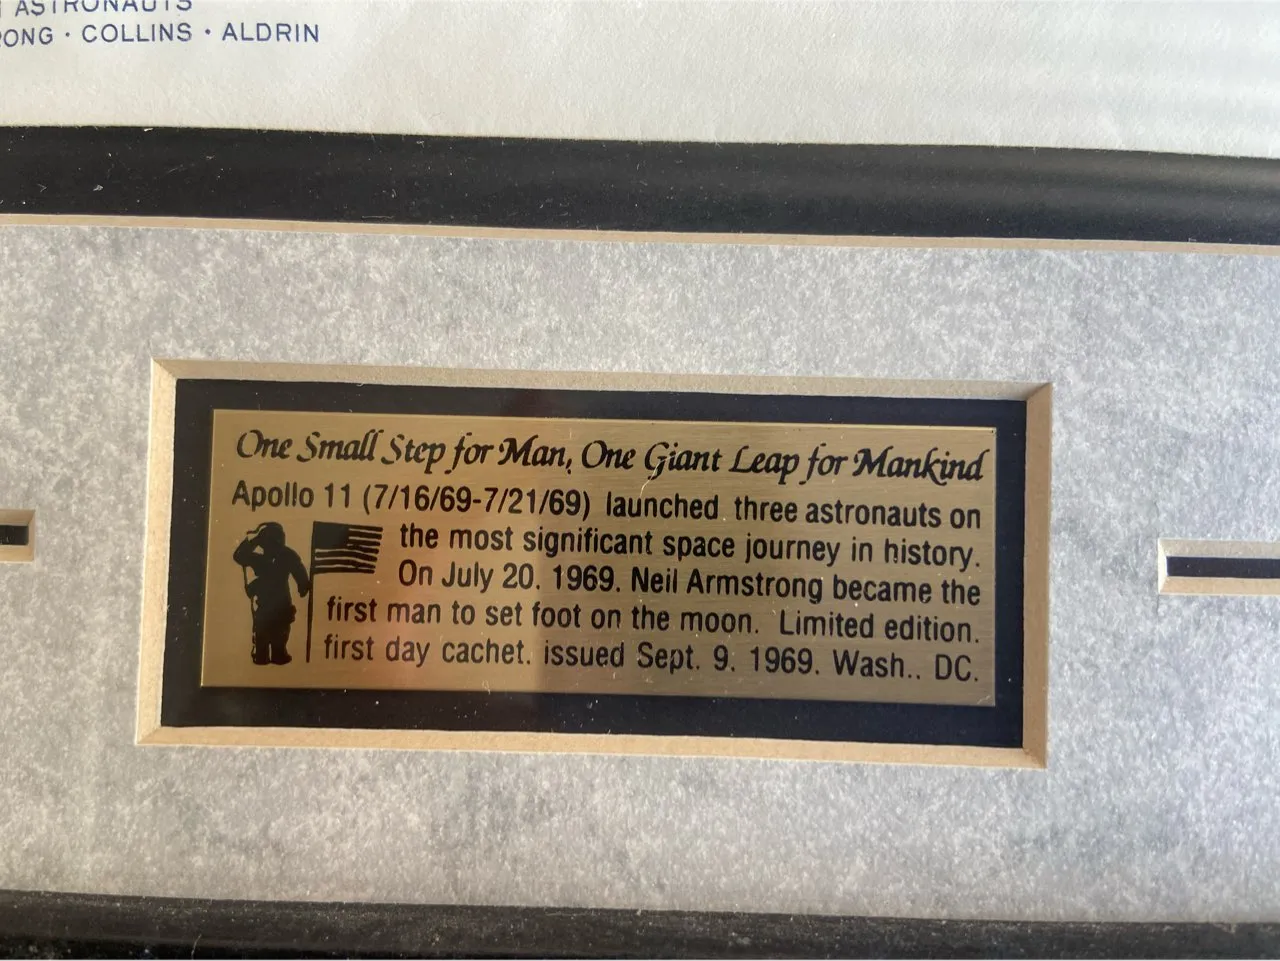 ASTRONAUTS
ONG · COLLINS · ALDRIN
One Small Step for Man, One Giant Leap for Mankind
Apollo 11 (7/16/69-7/21/69) launched three astronauts on
the most significant space journey in history.
On July 20. 1969. Neil Armstrong became the
first man to set foot on the moon. Limited edition.
first day cachet. issued Sept. 9. 1969. Wash.. DC.